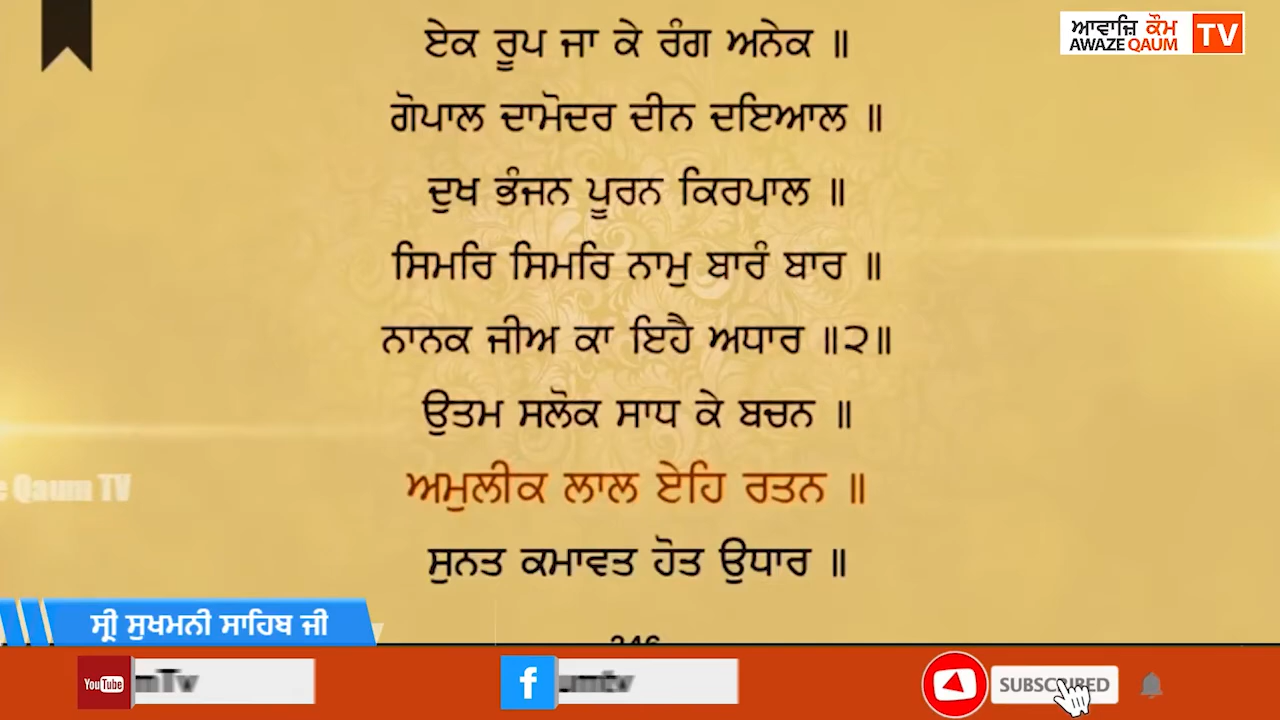 ਆਵਾਜ਼ਿ ਕੌਮ
AWAZE QAUM TV
ਏਕ ਰੂਪ ਜਾ ਕੇ ਰੰਗ ਅਨੇਕ ॥
ਗੋਪਾਲ ਦਾਮੋਦਰ ਦੀਨ ਦਇਆਲ ॥
ਦੁਖ ਭੰਜਨ ਪੂਰਨ ਕਿਰਪਾਲ ॥
ਸਿਮਰਿ ਸਿਮਰਿ ਨਾਮੁ ਬਾਰੰ ਬਾਰ ॥
ਨਾਨਕ ਜੀਅ ਕਾ ਇਹੈ ਅਧਾਰ ॥੨॥
ਉਤਮ ਸਲੋਕ ਸਾਧ ਕੇ ਬਚਨ ॥
ਅਮੁਲੀਕ ਲਾਲ ਏਹਿ ਰਤਨ ॥
Qaum TV
ਸੁਨਤ ਕਮਾਵਤ ਹੋਤ ਉਧਾਰ ॥
ਸ੍ਰੀ ਸੁਖਮਨੀ ਸਾਹਿਬ ਜੀ
YouTube
SUBSCRIBED